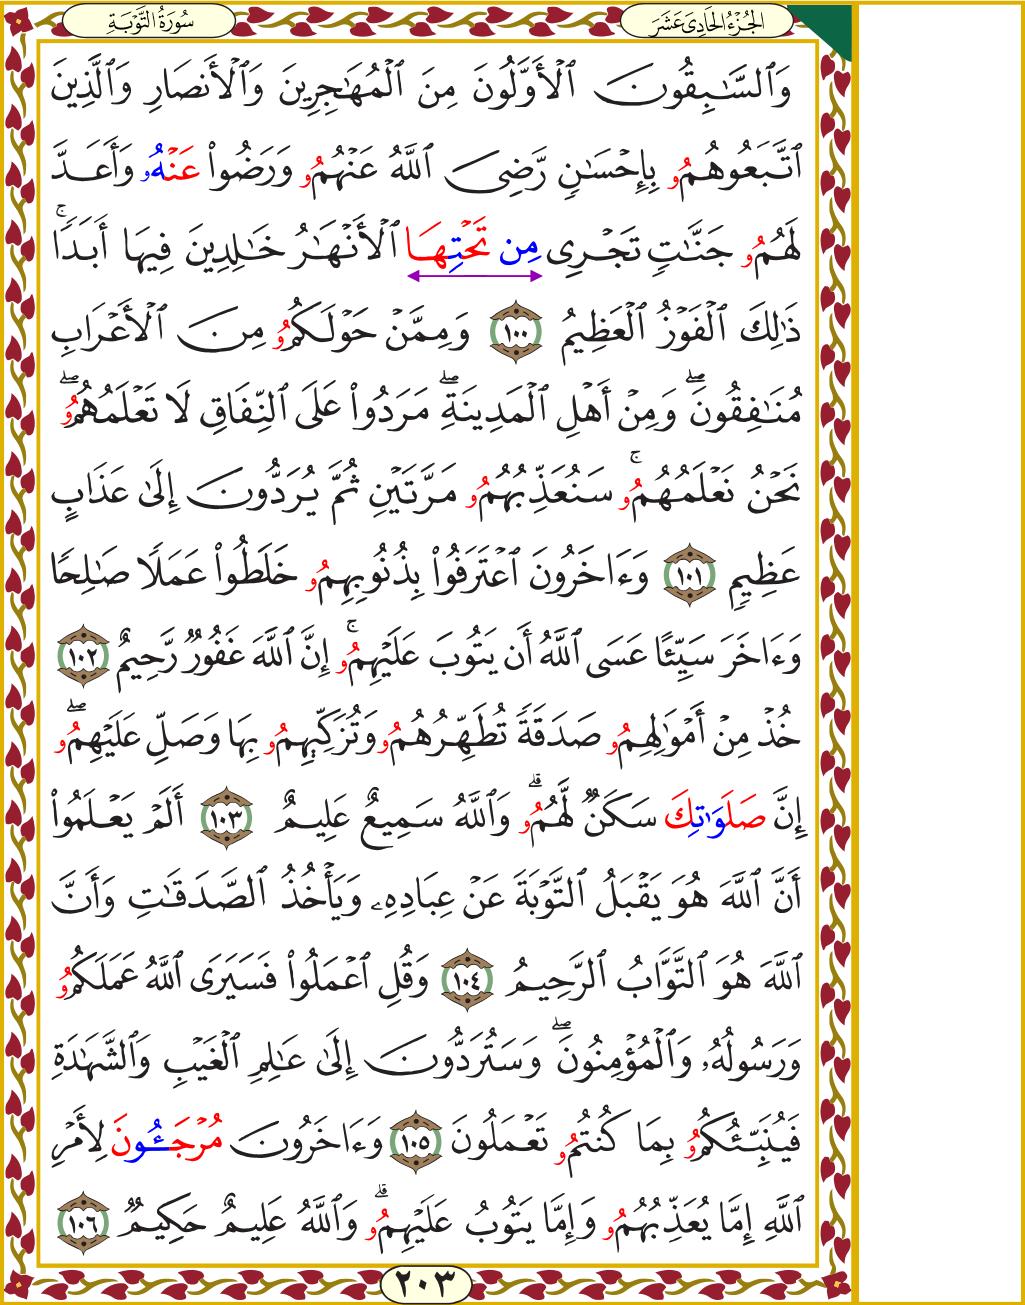 الجُزْءُ الحَادِىَ عَشَرَ
سُورَةُ التَّوْبَةِ
وَٱلسَّٰبِقُونَ ٱلْأَوَّلُونَ مِنَ ٱلْمُهَٰجِرِينَ وَٱلْأَنصَارِ وَٱلَّذِينَ
ٱتَّبَعُوهُمُۥ بِإِحْسَٰنٍ رَّضِىَ ٱللَّهُ عَنْهُمُۥ وَرَضُوا۟ عَنْهُۥ وَأَعَدَّ
لَهُمُۥ جَنَّٰتٍ تَجْرِى مِن تَحْتِهَا ٱلْأَنْهَٰرُ خَٰلِدِينَ فِيهَا أَبَدًاۚ
ذَٰلِكَ ٱلْفَوْزُ ٱلْعَظِيمُ ١٠٠ وَمِمَّنْ حَوْلَكُمُۥ مِنَ ٱلْأَعْرَابِ
مُنَٰفِقُونَۖ وَمِنْ أَهْلِ ٱلْمَدِينَةِۖ مَرَدُوا۟ عَلَى ٱلنِّفَاقِ لَا تَعْلَمُهُمُۥۖ
نَحْنُ نَعْلَمُهُمُۥۚ سَنُعَذِّبُهُمُۥ مَرَّتَيْنِ ثُمَّ يُرَدُّونَ إِلَىٰ عَذَابٍ
عَظِيمٍ ١٠١ وَءَاخَرُونَ ٱعْتَرَفُوا۟ بِذُنُوبِهِمُۥ خَلَطُوا۟ عَمَلًا صَٰلِحًا
وَءَاخَرَ سَيِّئًا عَسَى ٱللَّهُ أَن يَتُوبَ عَلَيْهِمُۥۚ إِنَّ ٱللَّهَ غَفُورٌ رَّحِيمٌ ١٠٢
خُذْ مِنْ أَمْوَٰلِهِمُۥ صَدَقَةً تُطَهِّرُهُمُۥ وَتُزَكِّيهِمُۥ بِهَا وَصَلِّ عَلَيْهِمُۥۖ
إِنَّ صَلَوَٰتِكَ سَكَنٌ لَّهُمُۥۗ وَٱللَّهُ سَمِيعٌ عَلِيمٌ ١٠٣ أَلَمْ يَعْلَمُوا۟
أَنَّ ٱللَّهَ هُوَ يَقْبَلُ ٱلتَّوْبَةَ عَنْ عِبَادِهِۦ وَيَأْخُذُ ٱلصَّدَقَٰتِ وَأَنَّ
ٱللَّهَ هُوَ ٱلتَّوَّابُ ٱلرَّحِيمُ ١٠٤ وَقُلِ ٱعْمَلُوا۟ فَسَيَرَى ٱللَّهُ عَمَلَكُمُۥ
وَرَسُولُهُۥ وَٱلْمُؤْمِنُونَۖ وَسَتُرَدُّونَ إِلَىٰ عَٰلِمِ ٱلْغَيْبِ وَٱلشَّهَٰدَةِ
فَيُنَبِّئُكُمُۥ بِمَا كُنتُمُۥ تَعْمَلُونَ ١٠٥ وَءَاخَرُونَ مُرْجَـُٔونَ لِأَمْرِ
ٱللَّهِ إِمَّا يُعَذِّبُهُمُۥ وَإِمَّا يَتُوبُ عَلَيْهِمُۥۗ وَٱللَّهُ عَلِيمٌ حَكِيمٌ ١٠٦
٢٠٣